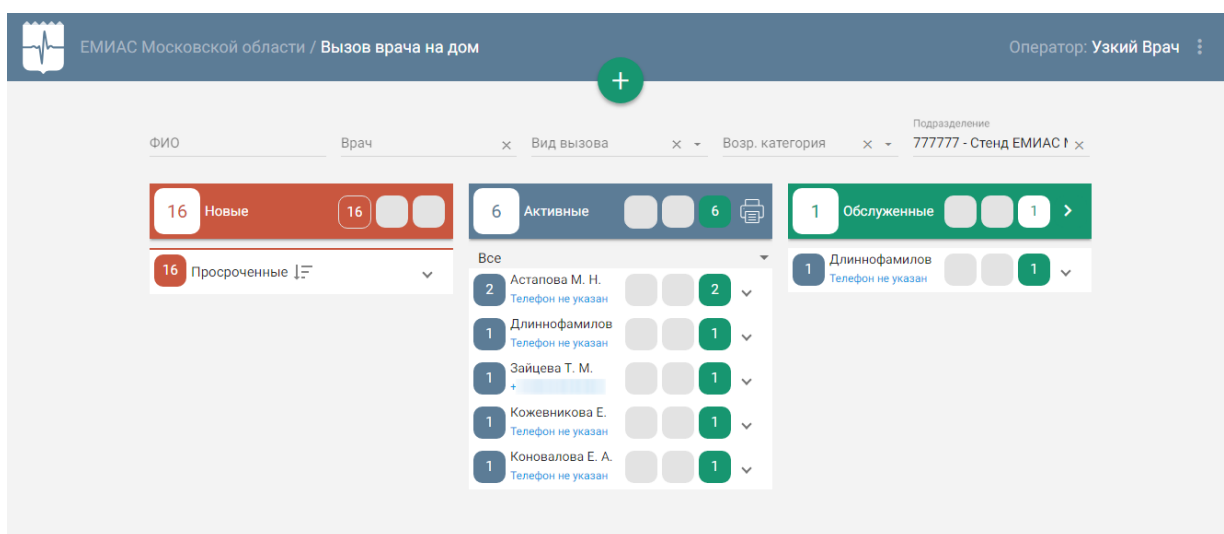 ЕМИАС Московской области / Вызов врача на дом
Оператор: Узкий Врач
+
ФИО
Врач
Вид вызова
Возр. категория
Подразделение
777777 - Стенд ЕМИАС
16 Новые 16
6 Активные 6
1 Обслуженные 1
16 Просроченные
Все
2 Астапова М. Н. 2
Телефон не указан
1 Длиннофамилов 1
Телефон не указан
1 Зайцева Т. М. 1
+
1 Кожевникова Е. 1
Телефон не указан
1 Коновалова Е. А. 1
Телефон не указан
1 Длиннофамилов 1
Телефон не указан